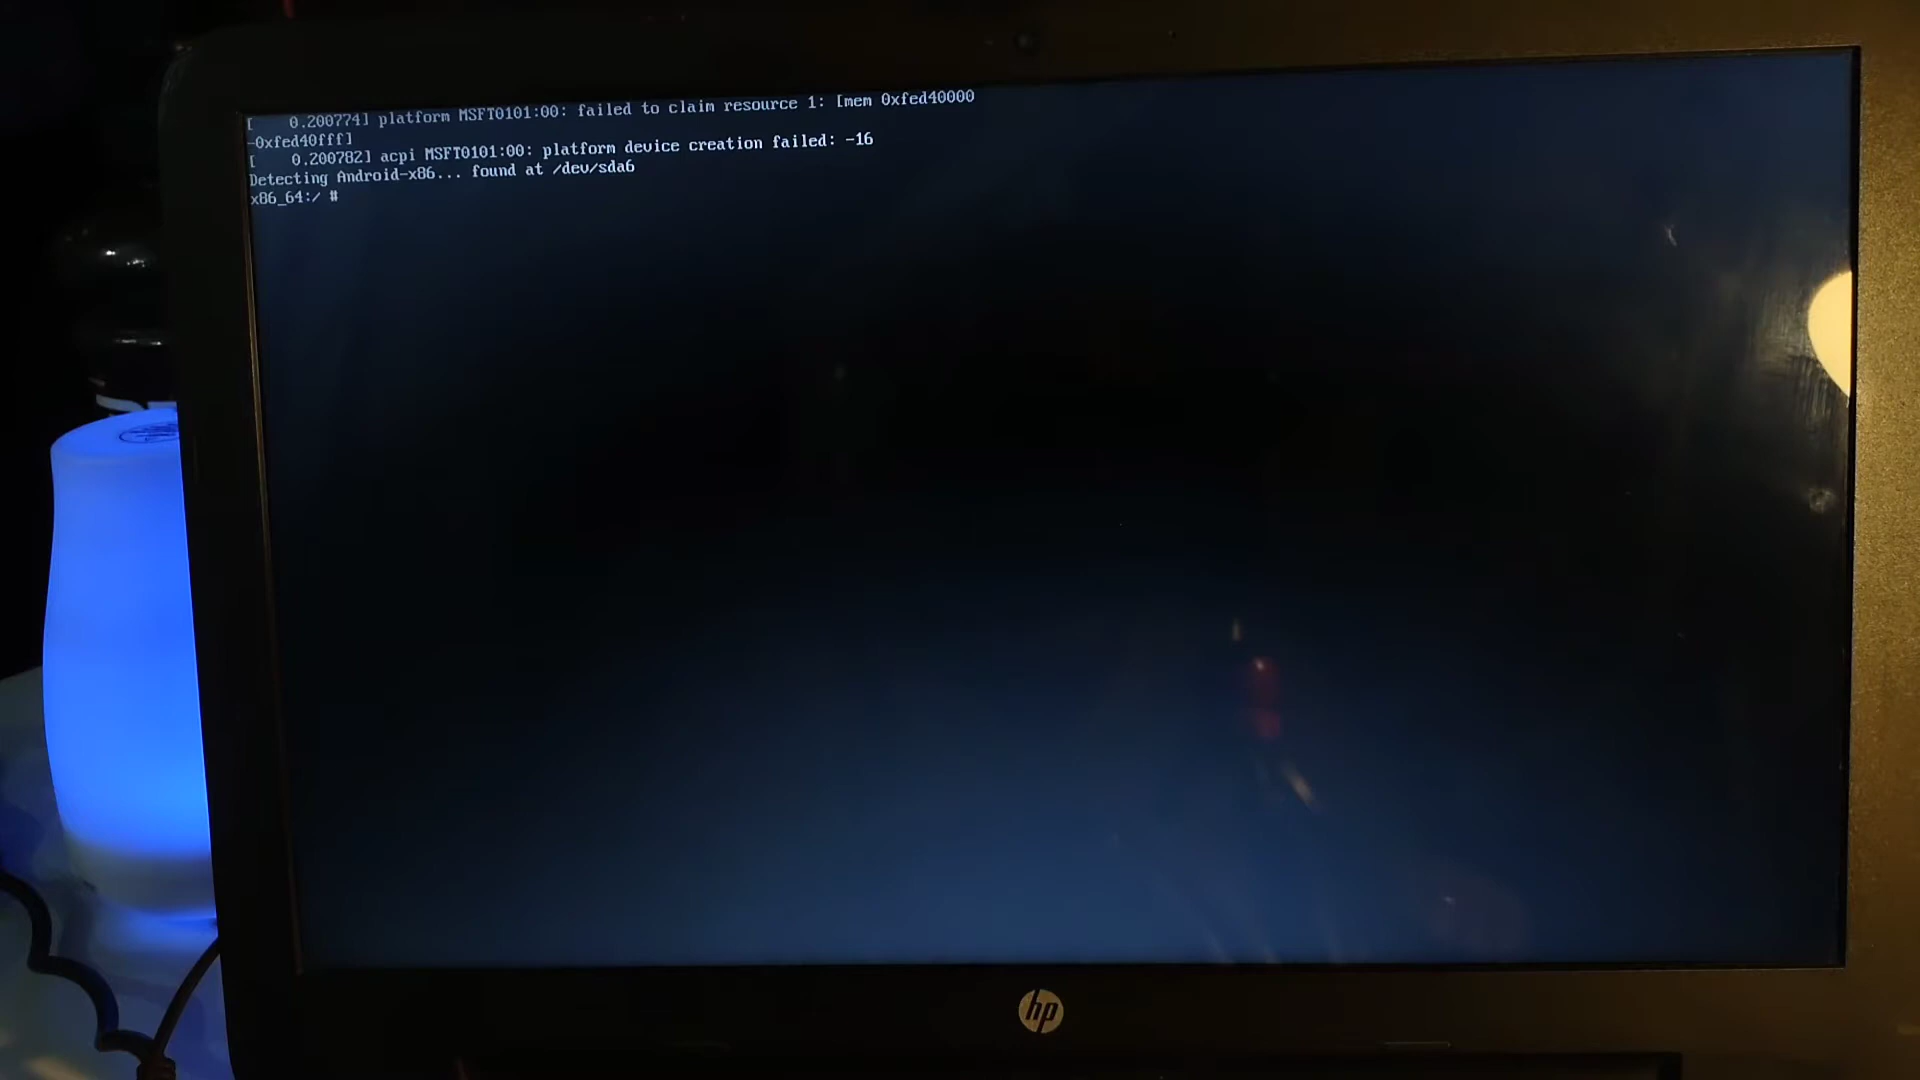 [    0.200774] platform MSFT0101:00: failed to claim resource 1: [mem 0xfed40000
-0xfed40fff]
[    0.200782] acpi MSFT0101:00: platform device creation failed: -16
Detecting Android-x86... found at /dev/sda6
x86_64:/ #
hp